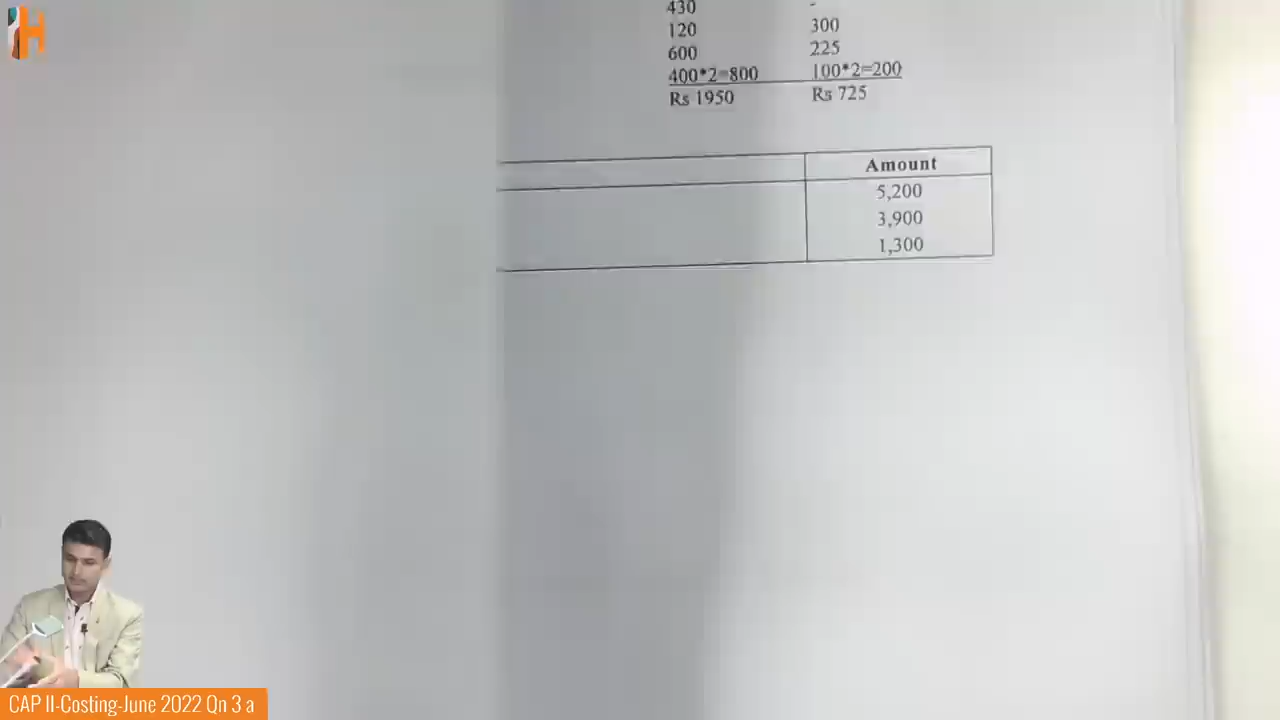 H
430 -
120 300
600 225
400*2=800 100*2=200
Rs 1950 Rs 725
Amount
5,200
3,900
1,300
CAP II-Costing-June 2022 Qn 3 a